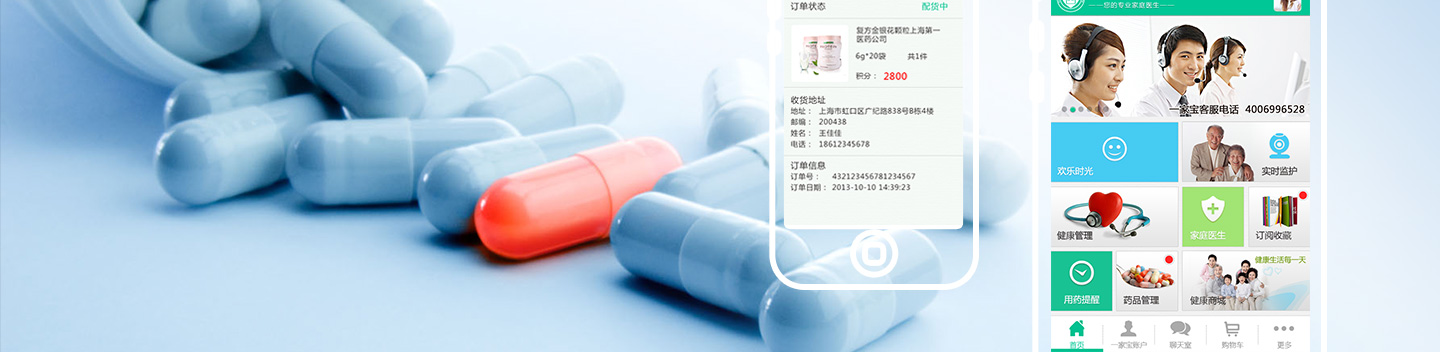 订单状态
配货中
复方金银花颗粒上海第一
医药公司
6g*20袋
共1件
积分：
2800
收货地址
地址：
上海市虹口区广纪路838号B栋4楼
邮编：
200438
姓名：
王佳佳
电话：
18612345678
订单信息
订单号：
432123456781234567
订单日期：
2013-10-10 14:39:23
——您的专业家庭医生——
一家宝客服电话 4006996528
欢乐时光
实时监护
健康管理
家庭医生
订阅收藏
用药提醒
药品管理
健康生活每一天
健康商城
首页
一家宝账户
聊天室
购物车
更多